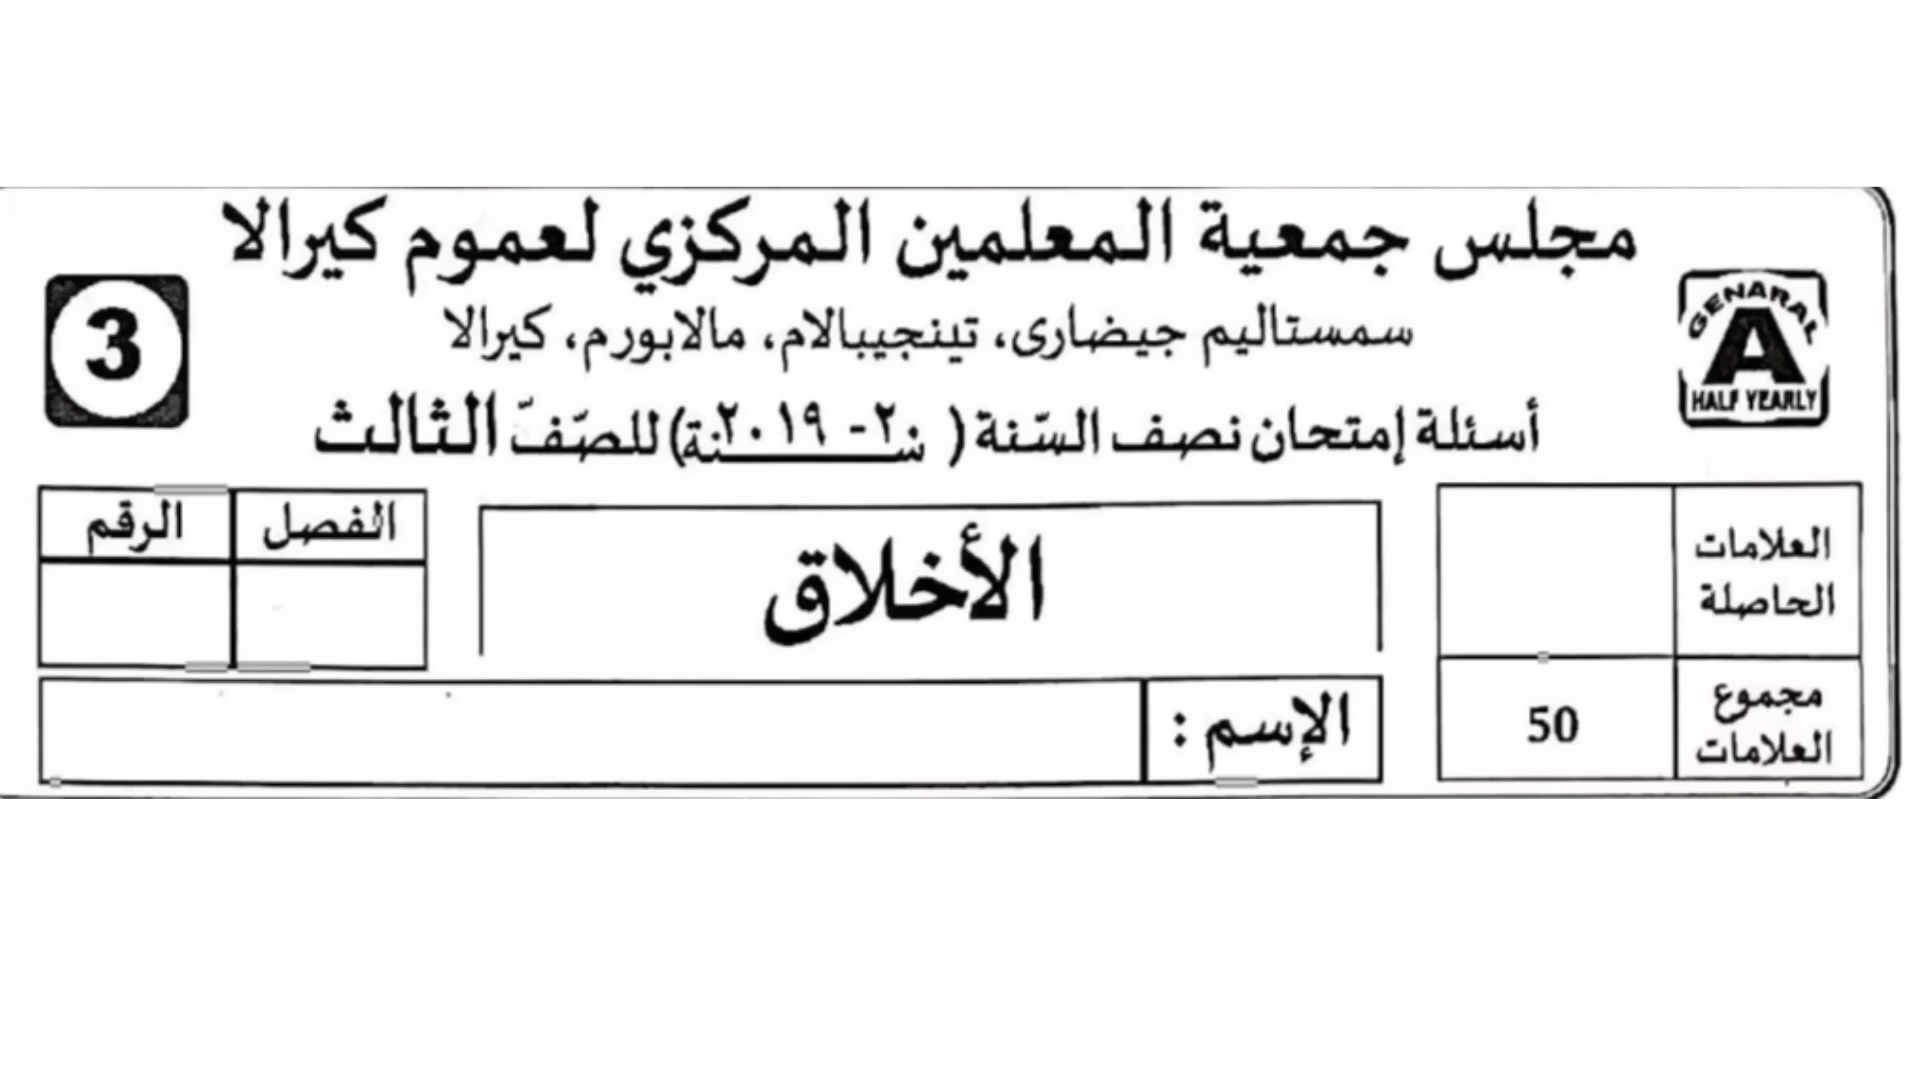 مجلس جمعية المعلمين المركزي لعموم كيرالا
سمستاليم جيضارى، تينجيبالام، مالابورم، كيرالا
GENARAL
A
HALF YEARLY
3
أسئلة إمتحان نصف السّنة (سنة ٢٠١٩ -٢٠) للصّفّ الثالث
العلامات الحاصلة
الأخلاق
الفصل
الرقم
مجموع العلامات
50
الإسم :